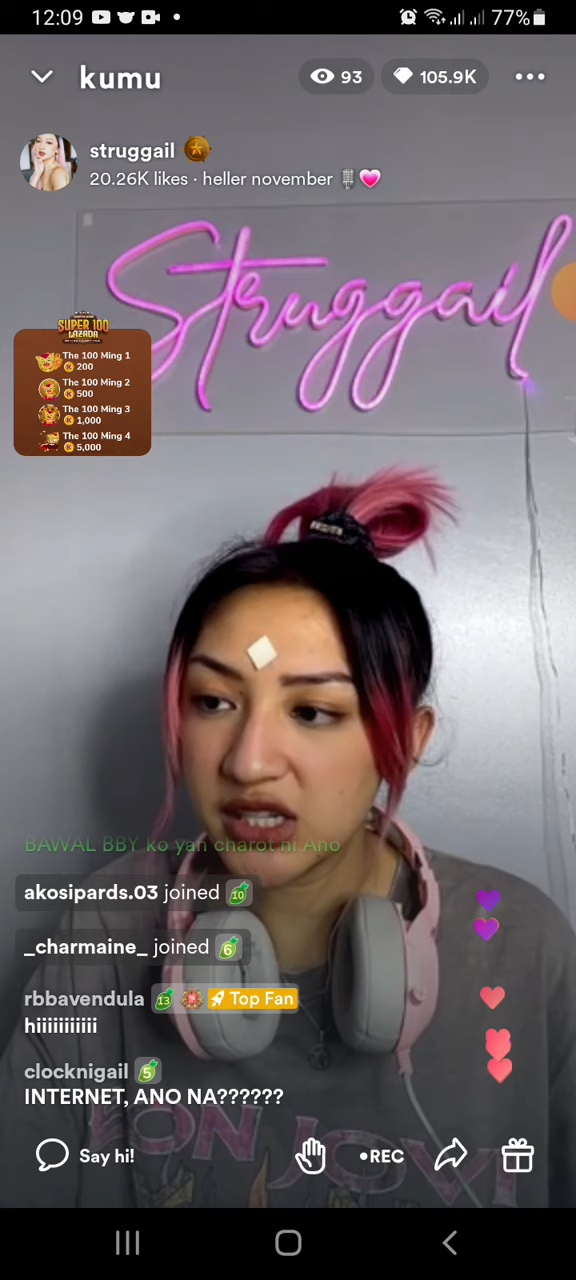 12:09
77%
kumu
93
105.9K
struggail
20.26K likes · heller november
Struggail
SUPER 100
LAZADA
The 100 Ming 1
200
The 100 Ming 2
500
The 100 Ming 3
1,000
The 100 Ming 4
5,000
BAWAL BBY ko yan charot ni Ano
akosipards.03 joined 10
_charmaine_ joined 6
rbbavendula 13 Top Fan
hiiiiiiiiiii
clocknigail 5
INTERNET, ANO NA??????
BON JOVI
Say hi!
REC